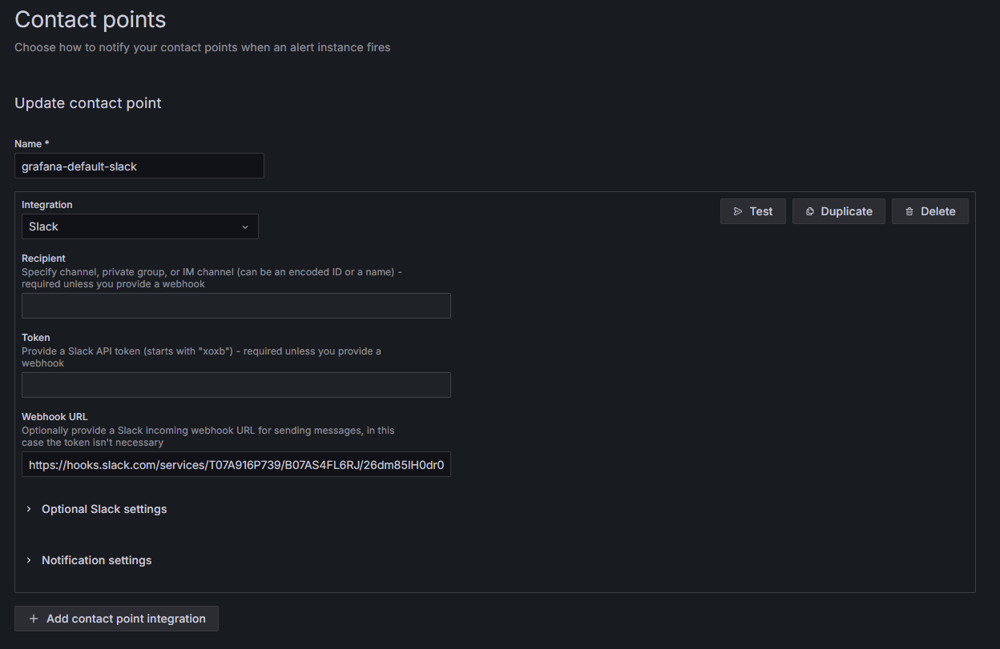 Contact points
Choose how to notify your contact points when an alert instance fires
Update contact point
Name *
grafana-default-slack
Integration
Test
Duplicate
Delete
Slack
Recipient
Specify channel, private group, or IM channel (can be an encoded ID or a name) -
required unless you provide a webhook
Token
Provide a Slack API token (starts with "xoxb") - required unless you provide a
webhook
Webhook URL
Optionally provide a Slack incoming webhook URL for sending messages, in this
case the token isn't necessary
https://hooks.slack.com/services/T07A916P739/B07AS4FL6RJ/26dm85lH0dr0
Optional Slack settings
Notification settings
Add contact point integration